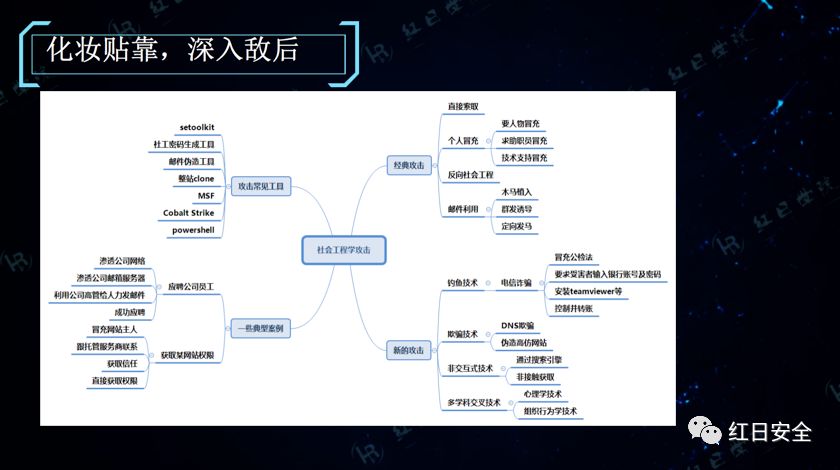 化妆贴靠，深入敌后
setoolkit
社工密码生成工具
邮件伪造工具
整站clone
MSF
Cobalt Strike
powershell
攻击常见工具
渗透公司网络
渗透公司邮箱服务器
利用公司高管给人力发邮件
成功应聘
应聘公司员工
冒充网站主人
跟托管服务商联系
获取信任
直接获取权限
获取某网站权限
一些典型案例
社会工程学攻击
经典攻击
直接索取
个人冒充
要人物冒充
求助职员冒充
技术支持冒充
反向社会工程
邮件利用
木马植入
群发诱导
定向发马
新的攻击
钓鱼技术
电信诈骗
冒充公检法
要求受害者输入银行账号及密码
安装teamviewer等
控制并转账
欺骗技术
DNS欺骗
伪造高仿网站
非交互式技术
通过搜索引擎
非接触获取
多学科交叉技术
心理学技术
组织行为学技术
红日安全